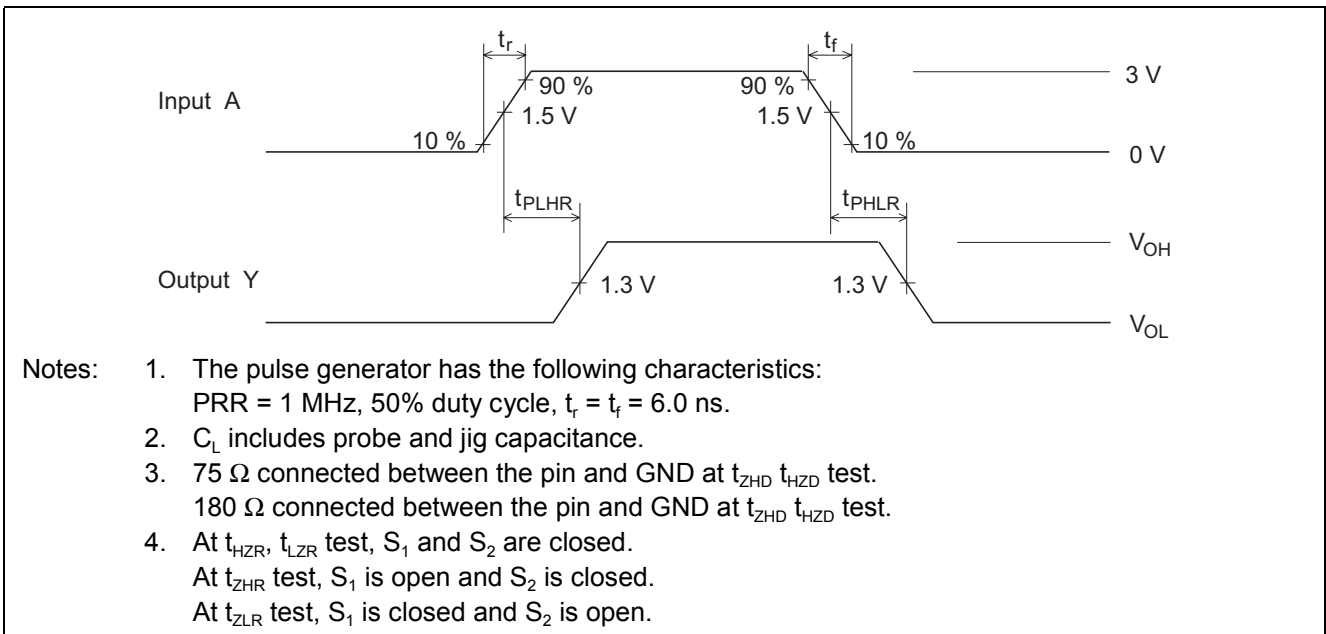 tr
tf
3 V
90 %
90 %
Input A
1.5 V
1.5 V
10 %
10 %
0 V
tPLHR
tPHLR
VOH
Output Y
1.3 V
1.3 V
VOL
Notes: 1. The pulse generator has the following characteristics:
PRR = 1 MHz, 50% duty cycle, tr = tf = 6.0 ns.
2. CL includes probe and jig capacitance.
3. 75 Ω connected between the pin and GND at tZHD tHZD test.
180 Ω connected between the pin and GND at tZHD tHZD test.
4. At tHZR, tLZR test, S1 and S2 are closed.
At tZHR test, S1 is open and S2 is closed.
At tZLR test, S1 is closed and S2 is open.